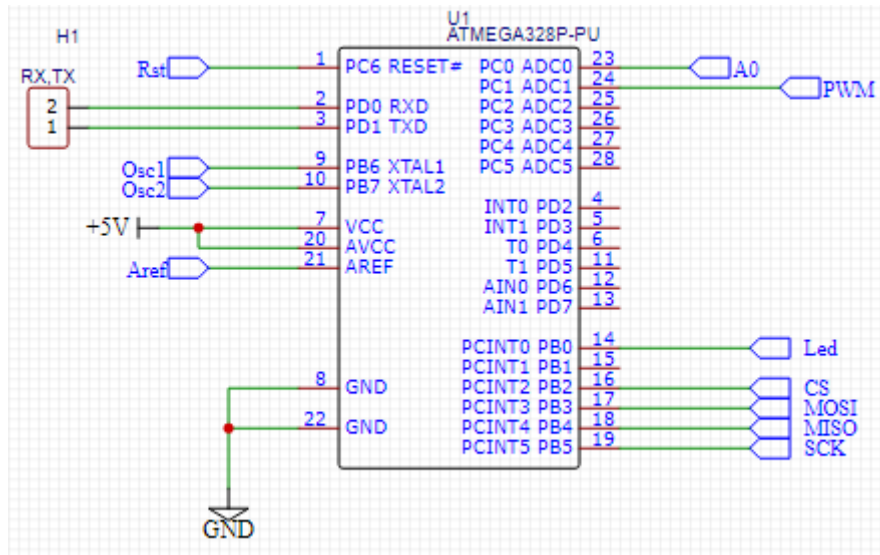 U1
ATMEGA328P-PU
H1
RX,TX
2
1
Rst
1 PC6 RESET#
2 PD0 RXD
3 PD1 TXD
Osc1 9 PB6 XTAL1
Osc2 10 PB7 XTAL2
+5V 7 VCC
20 AVCC
Aref 21 AREF
8 GND
22 GND
GND
PC0 ADC0 23 A0
PC1 ADC1 24 PWM
PC2 ADC2 25
PC3 ADC3 26
PC4 ADC4 27
PC5 ADC5 28
INT0 PD2 4
INT1 PD3 5
T0 PD4 6
T1 PD5 11
AIN0 PD6 12
AIN1 PD7 13
PCINT0 PB0 14 Led
PCINT1 PB1 15
PCINT2 PB2 16 CS
PCINT3 PB3 17 MOSI
PCINT4 PB4 18 MISO
PCINT5 PB5 19 SCK